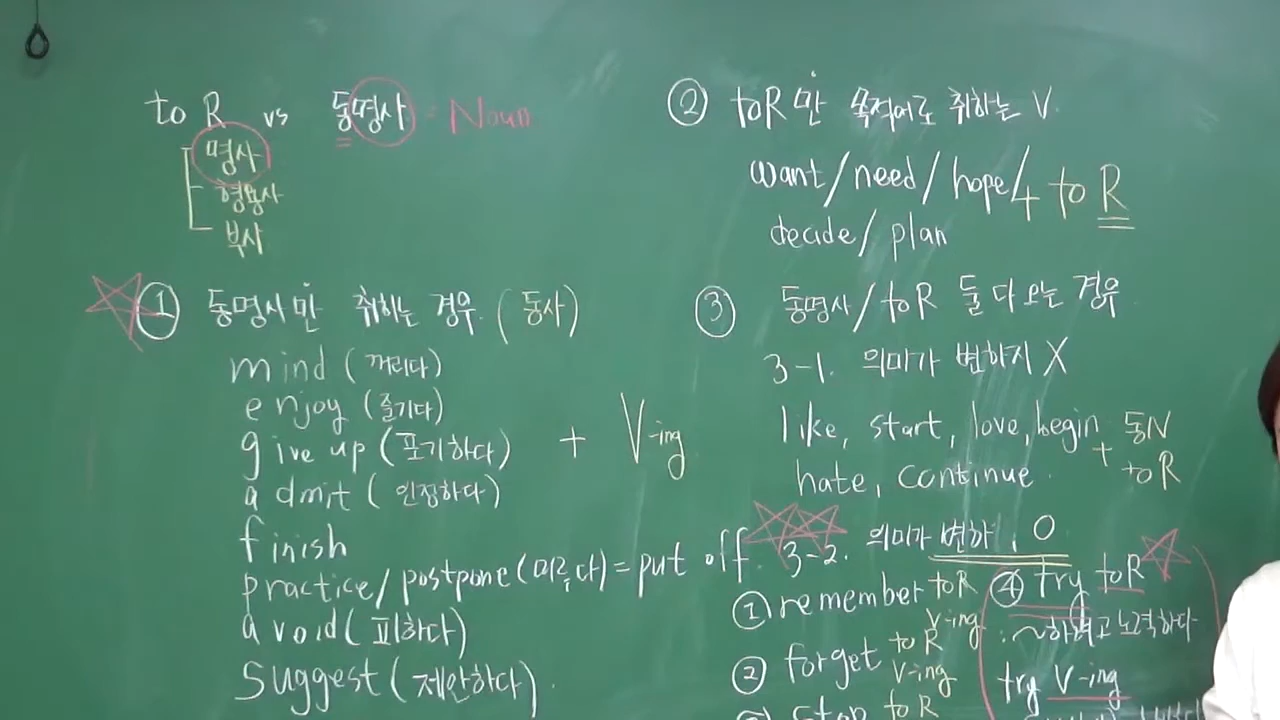 to R vs 동명사 = Noun
명사
형용사
부사
① 동명사만 취하는 경우 (동사)
mind (꺼리다)
enjoy (즐기다)
give up (포기하다) + V-ing
admit (인정하다)
finish
practice/postpone(미루다)=put off
avoid (피하다)
suggest (제안하다)
② toR만 목적어로 취하는 V.
want/need/hope/ + to R
decide/plan
③ 동명사/toR 둘 다 오는 경우
3-1. 의미가 변하지 X
like, start, love, begin + 동N
hate, continue. to R
3-2. 의미가 변하, O
① remember toR
V-ing
② forget to R
V-ing
stop to R
④ try toR
: ~하려고 노력하다
try V-ing